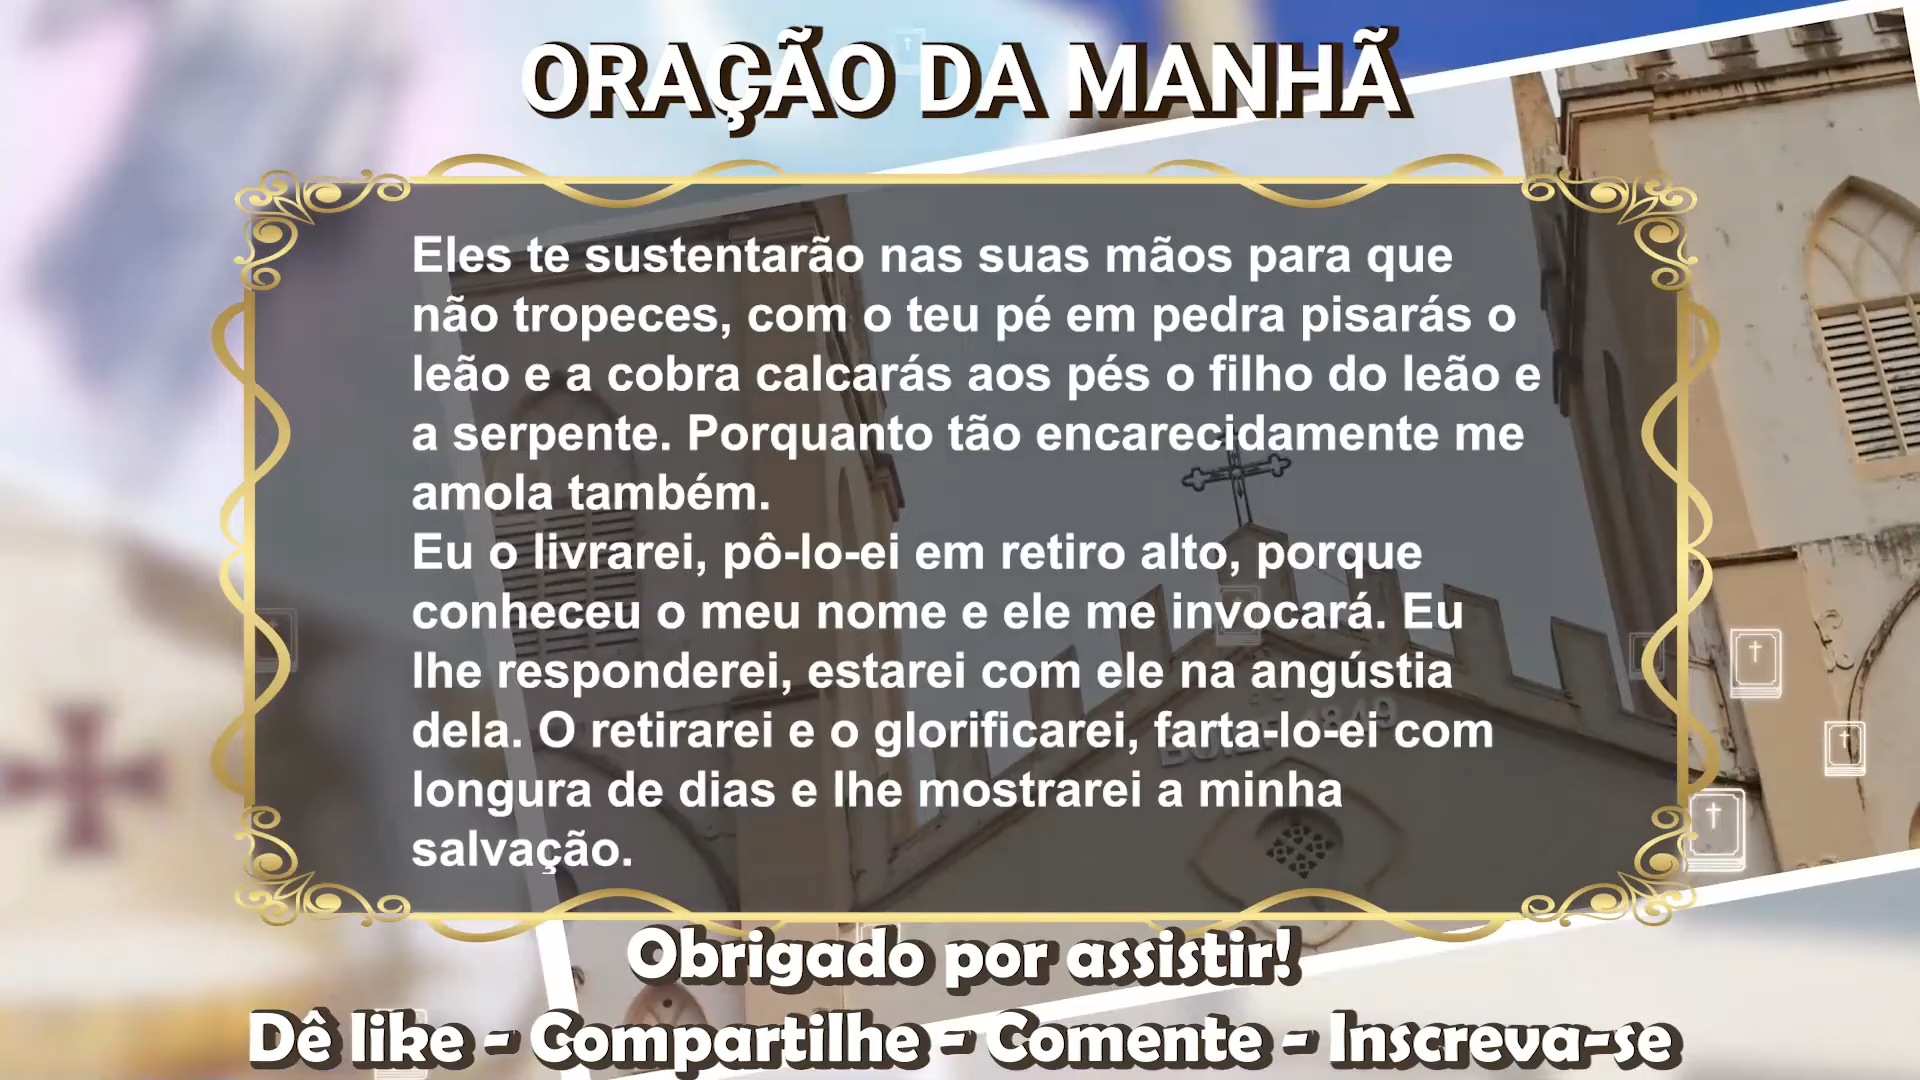 ORAÇÃO DA MANHÃ
Eles te sustentarão nas suas mãos para que
não tropeces, com o teu pé em pedra pisarás o
leão e a cobra calcarás aos pés o filho do leão e
a serpente. Porquanto tão encarecidamente me
amola também.
Eu o livrarei, pô-lo-ei em retiro alto, porque
conheceu o meu nome e ele me invocará. Eu
lhe responderei, estarei com ele na angústia
dela. O retirarei e o glorificarei, farta-lo-ei com
longura de dias e lhe mostrarei a minha
salvação.
Obrigado por assistir!
Dê like - Compartilhe - Comente - Inscreva-se